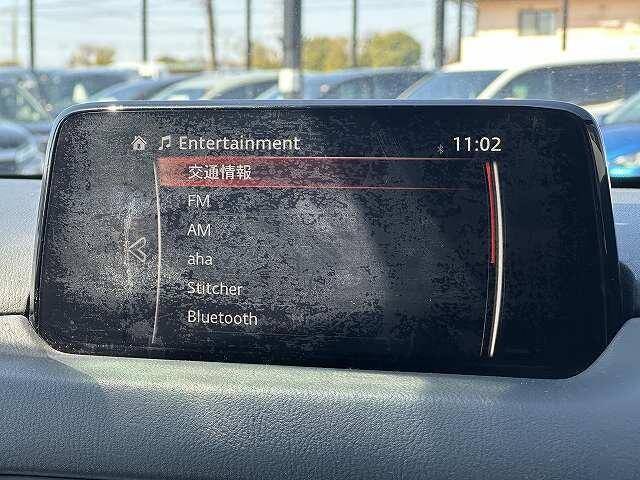 Entertainment 11:02
交通情報
FM
AM
aha
Stitcher
Bluetooth